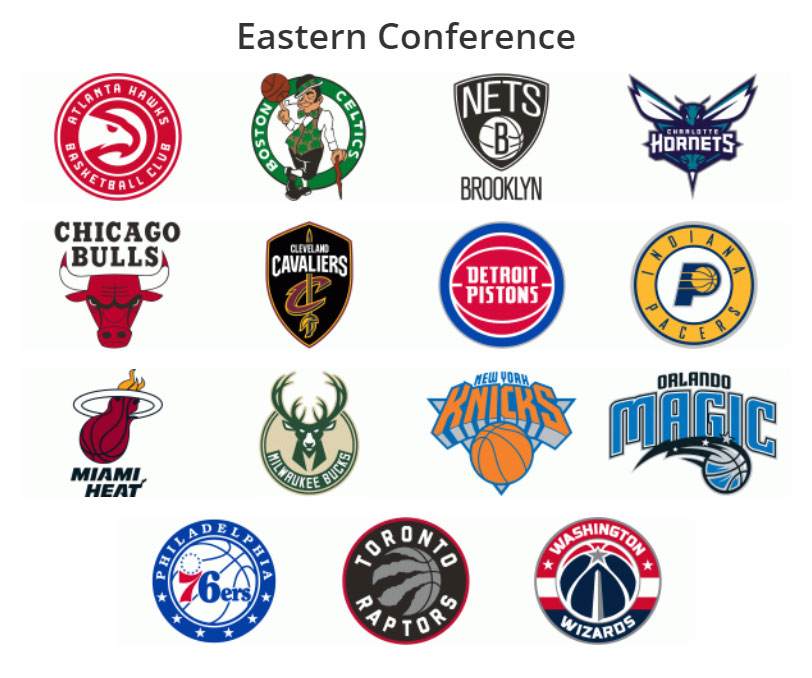 Eastern Conference
ATLANTA HAWKS
BASKETBALL CLUB
BOSTON
CELTICS
NETS
B
BROOKLYN
CHARLOTTE
HORNETS
CHICAGO
BULLS
CLEVELAND
CAVALIERS
C
DETROIT
PISTONS
INDIANA
P
PACERS
MIAMI
HEAT
MILWAUKEE BUCKS
NEW YORK
KNICKS
ORLANDO
MAGIC
PHILADELPHIA
76ers
TORONTO
RAPTORS
WASHINGTON
WIZARDS